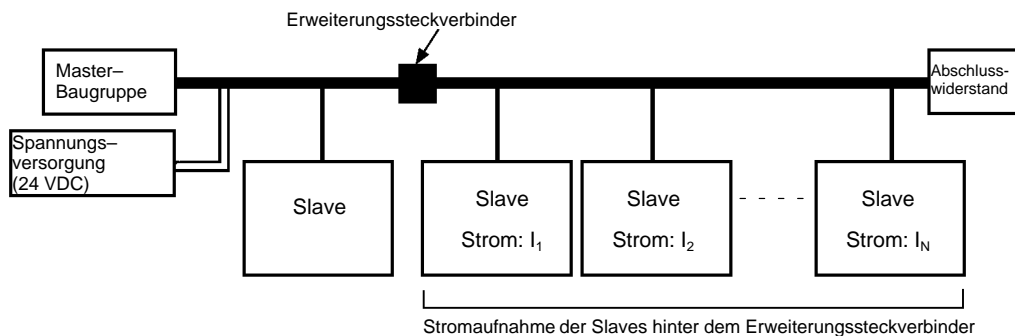 Erweiterungssteckverbinder
Master–
Baugruppe
Abschluss-
widerstand
Spannungs–
versorgung
(24 VDC)
Slave
Slave
Strom: I1
Slave
Strom: I2
Slave
Strom: IN
Stromaufnahme der Slaves hinter dem Erweiterungssteckverbinder